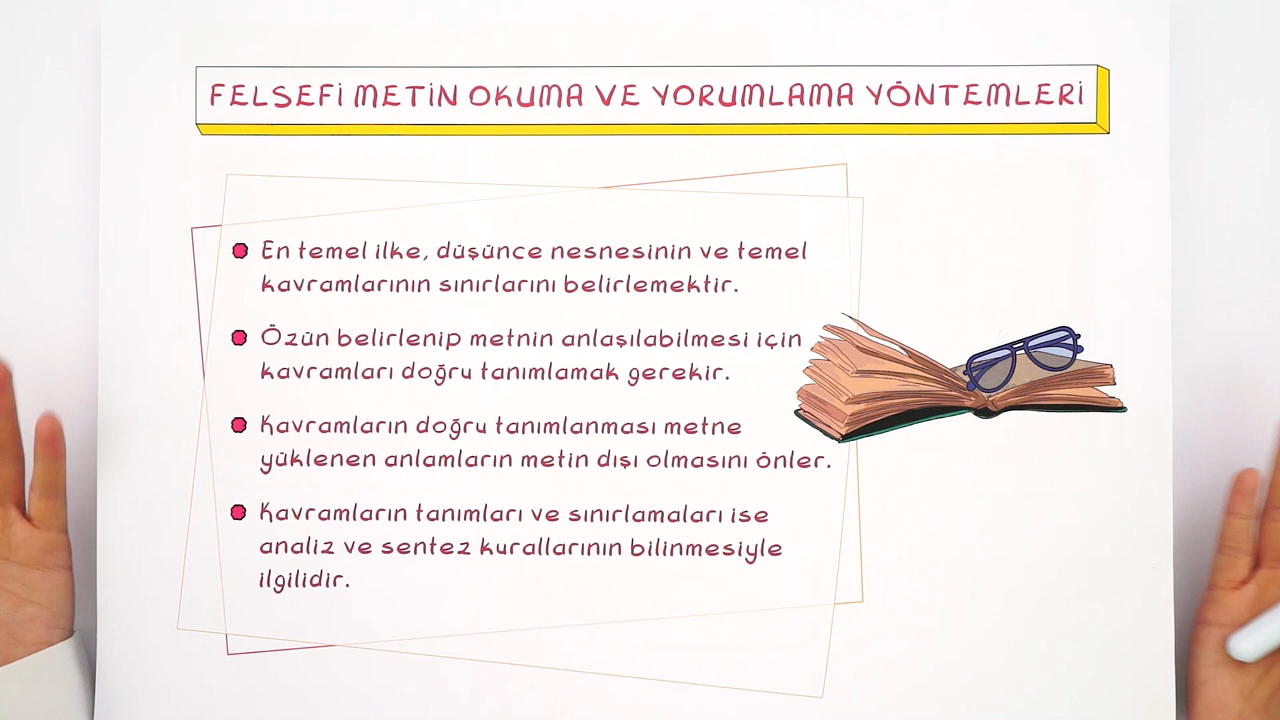 FELSEFİ METİN OKUMA VE YORUMLAMA YÖNTEMLERİ
En temel ilke, düşünce nesnesinin ve temel
kavramlarının sınırlarını belirlemektir.
Özün belirlenip metnin anlaşılabilmesi için
kavramları doğru tanımlamak gerekir.
Kavramların doğru tanımlanması metne
yüklenen anlamların metin dışı olmasını önler.
Kavramların tanımları ve sınırlamaları ise
analiz ve sentez kurallarının bilinmesiyle
ilgilidir.